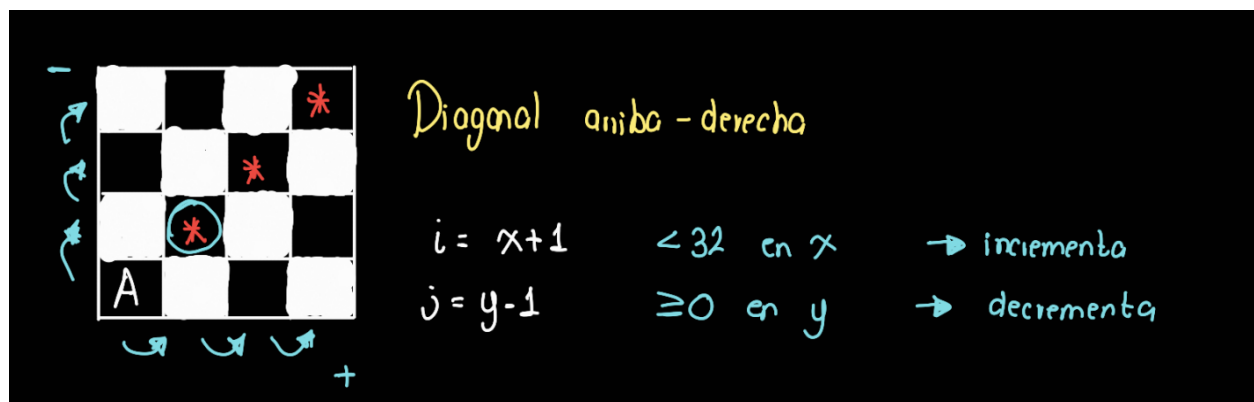 Diagonal arriba - derecha
-
*
*
i = x+1 <32 en x → incrementa
*
A
j = y-1 ≥0 en y → decrementa
+